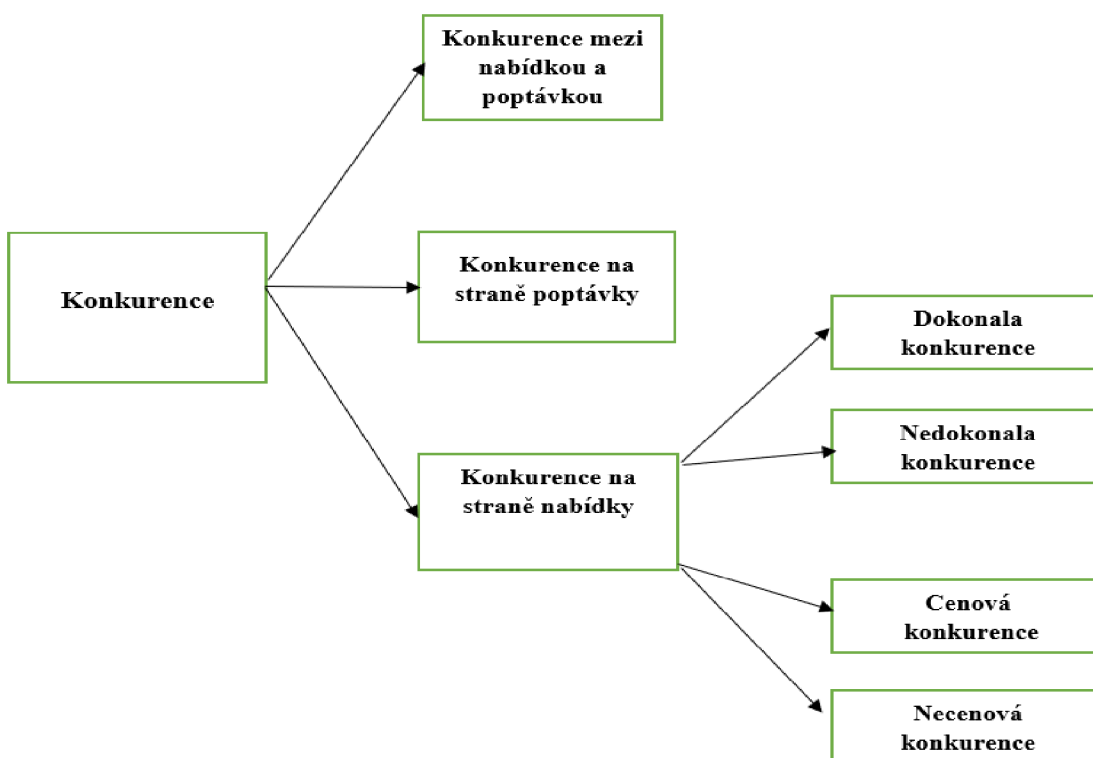 Konkurence mezi
nabídkou a
poptávkou
Konkurence
Konkurence na
straně poptávky
Dokonala
konkurence
Nedokonala
konkurence
Konkurence na
straně nabídky
Cenová
konkurence
Necenová
konkurence